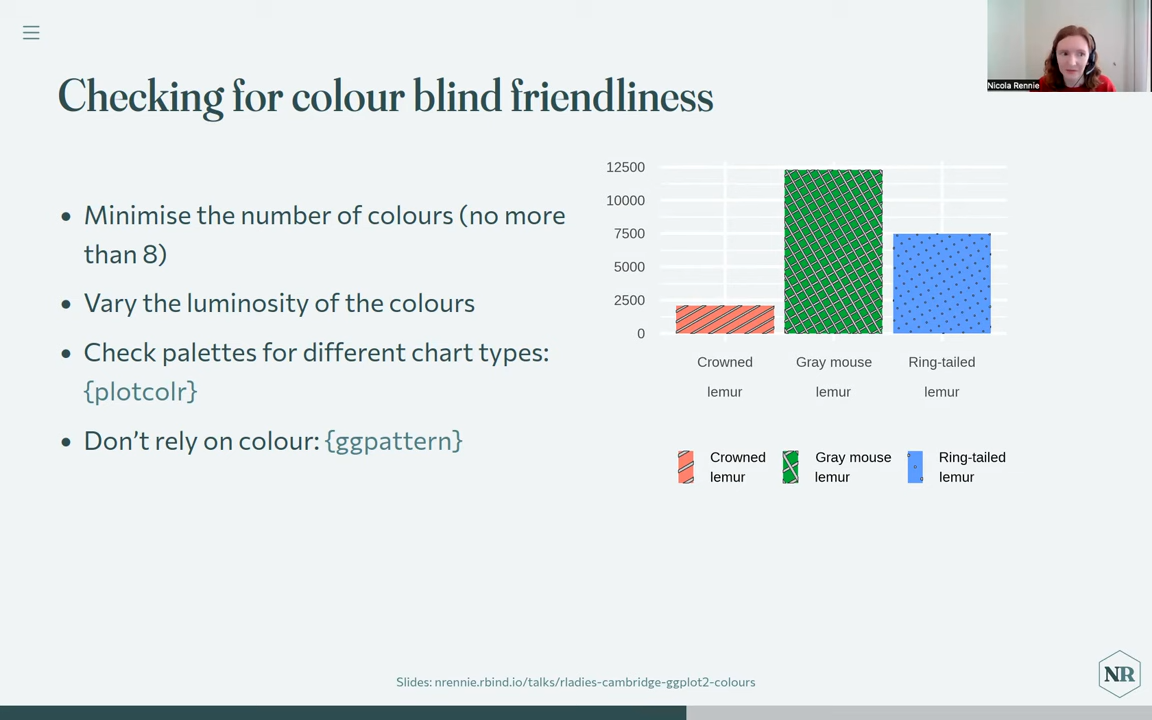 Nicola Rennie
Checking for colour blind friendliness
• Minimise the number of colours (no more
than 8)
• Vary the luminosity of the colours
• Check palettes for different chart types:
{plotcolr}
• Don't rely on colour: {ggpattern}
12500
10000
7500
5000
2500
0
Crowned Gray mouse Ring-tailed
lemur lemur lemur
Crowned Gray mouse Ring-tailed
lemur lemur lemur
Slides: nrennie.rbind.io/talks/rladies-cambridge-ggplot2-colours
NR